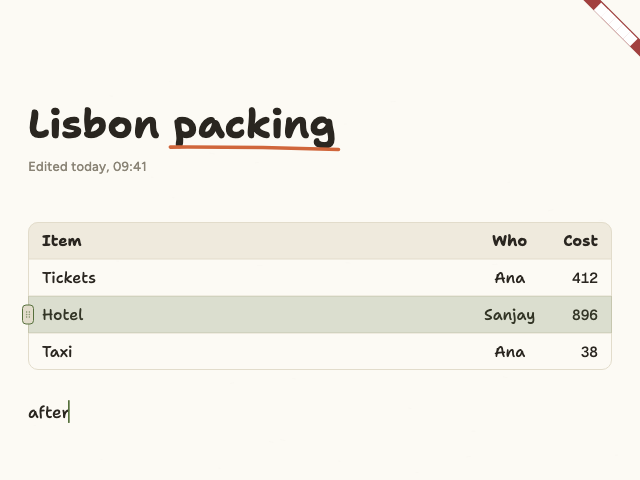 Lisbon packing
Edited today, 09:41
Item Who Cost
Tickets Ana 412
Hotel Sanjay 896
Taxi Ana 38
after